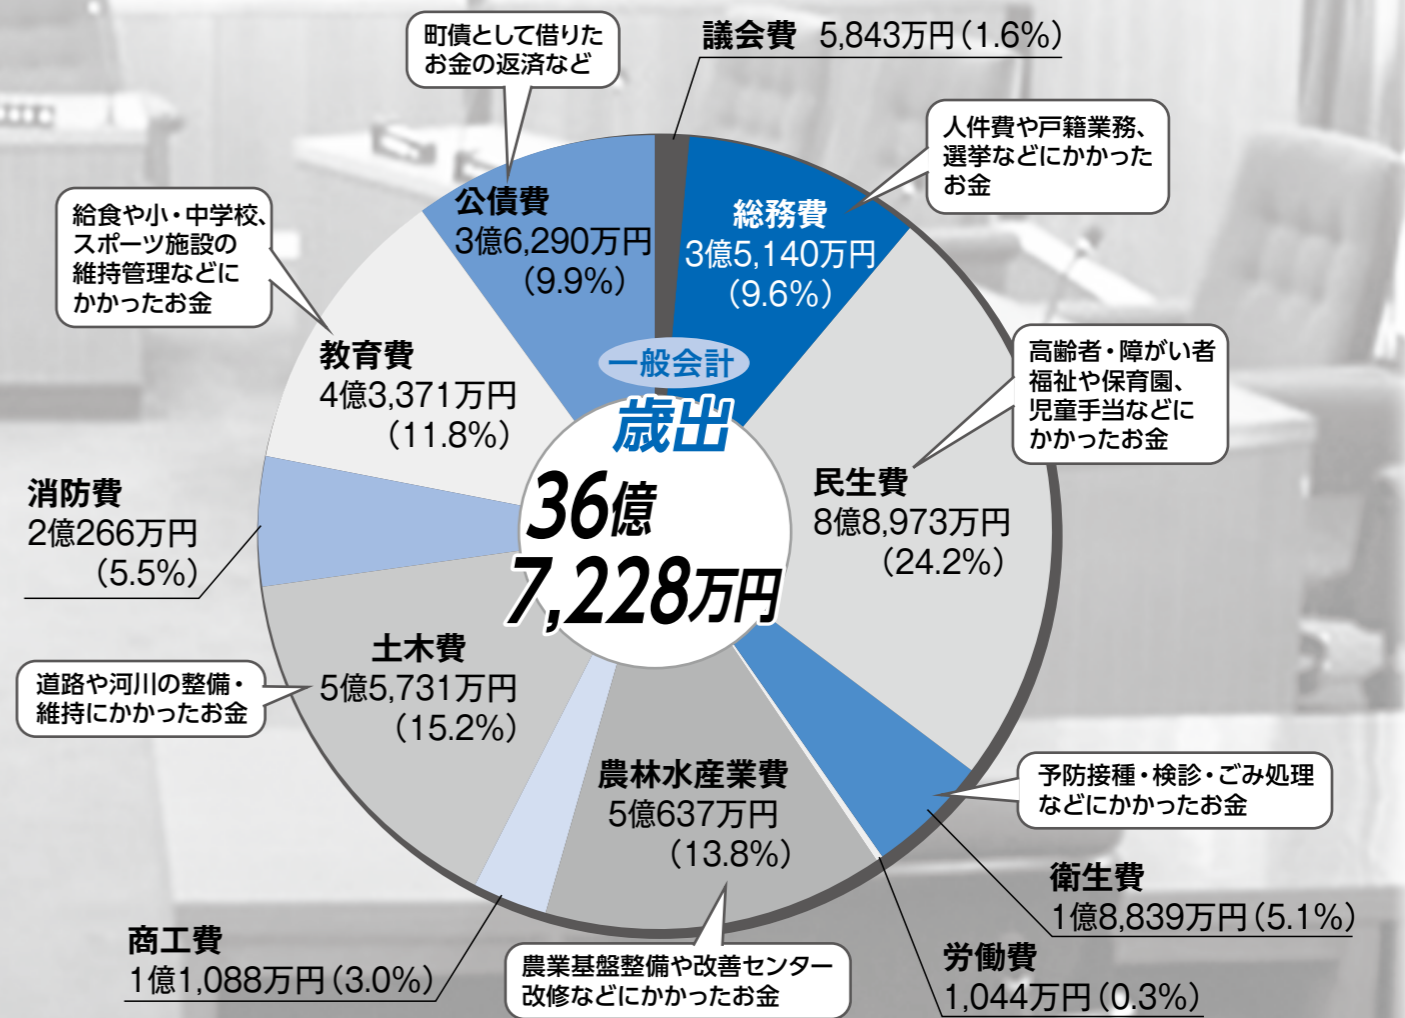 議会費 5,843万円(1.6%)
人件費や戸籍業務、
選挙などにかかった
お金
総務費
3億5,140万円
(9.6%)
高齢者・障がい者
福祉や保育園、
児童手当などに
かかったお金
民生費
8億8,973万円
(24.2%)
予防接種・検診・ごみ処理
などにかかったお金
衛生費
1億8,839万円(5.1%)
労働費
1,044万円(0.3%)
農林水産業費
5億637万円
(13.8%)
農業基盤整備や改善センター
改修などにかかったお金
商工費
1億1,088万円(3.0%)
土木費
5億5,731万円
(15.2%)
道路や河川の整備・
維持にかかったお金
消防費
2億266万円
(5.5%)
教育費
4億3,371万円
(11.8%)
給食や小・中学校、
スポーツ施設の
維持管理などに
かかったお金
公債費
3億6,290万円
(9.9%)
町債として借りた
お金の返済など
一般会計
歳出
36億
7,228万円